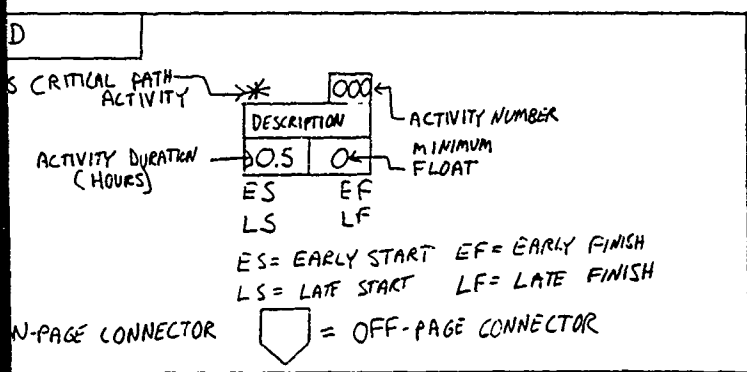 D
S CRITICAL PATH ACTIVITY * 000 ACTIVITY NUMBER
DESCRIPTION
ACTIVITY DURATION (HOURS) 0.5 0 MINIMUM FLOAT
ES EF
LS LF
ES= EARLY START EF= EARLY FINISH
LS= LATE START LF= LATE FINISH
N-PAGE CONNECTOR = OFF-PAGE CONNECTOR